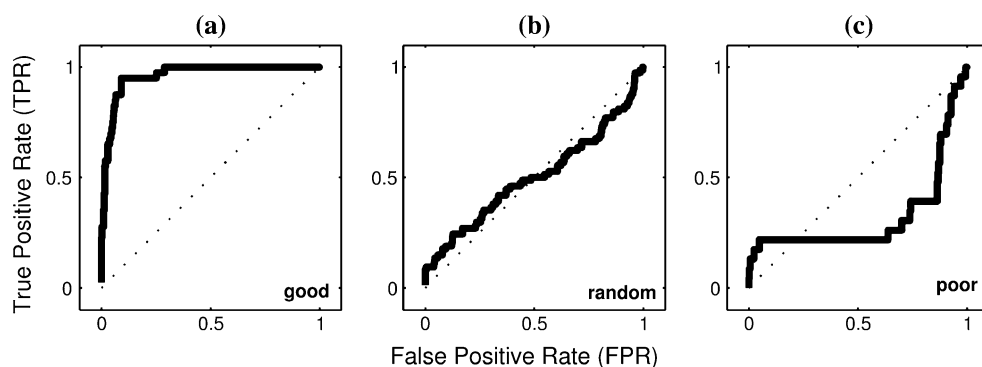 (a) (b) (c)
True Positive Rate (TPR)
1 1 1
0.5 0.5 0.5
0 0 0
good random poor
0 0.5 1 0 0.5 1 0 0.5 1
False Positive Rate (FPR)